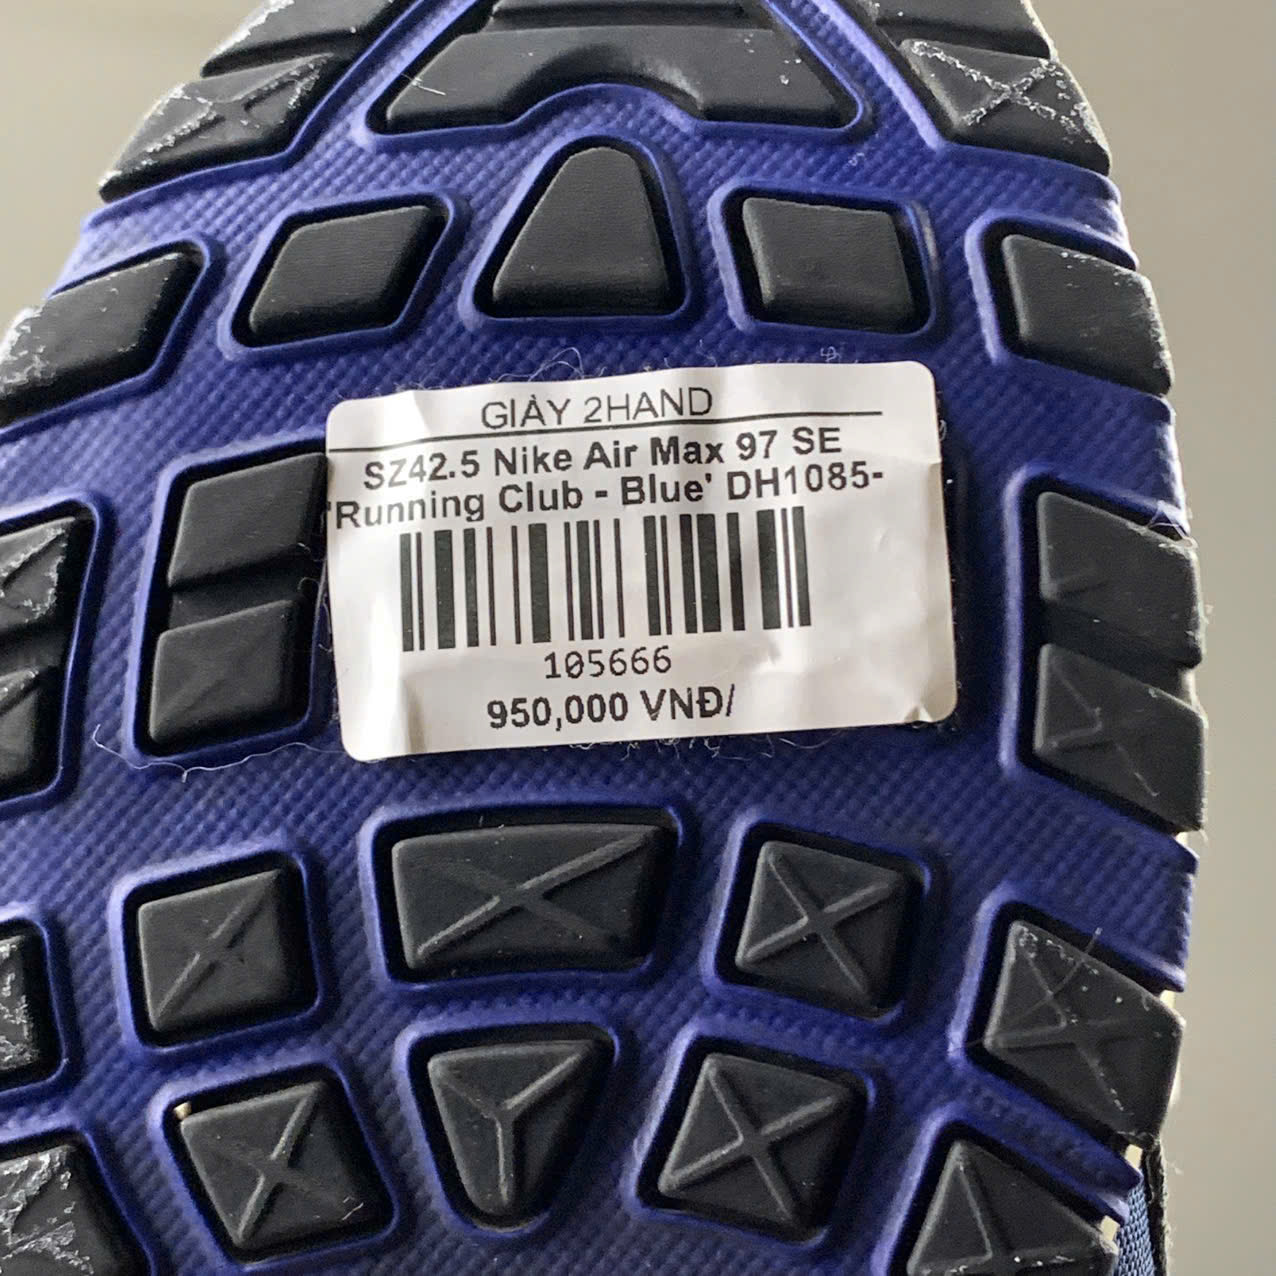 GIÀY 2HAND
SZ42.5 Nike Air Max 97 SE
'Running Club - Blue' DH1085-
105666
950,000 VNĐ/